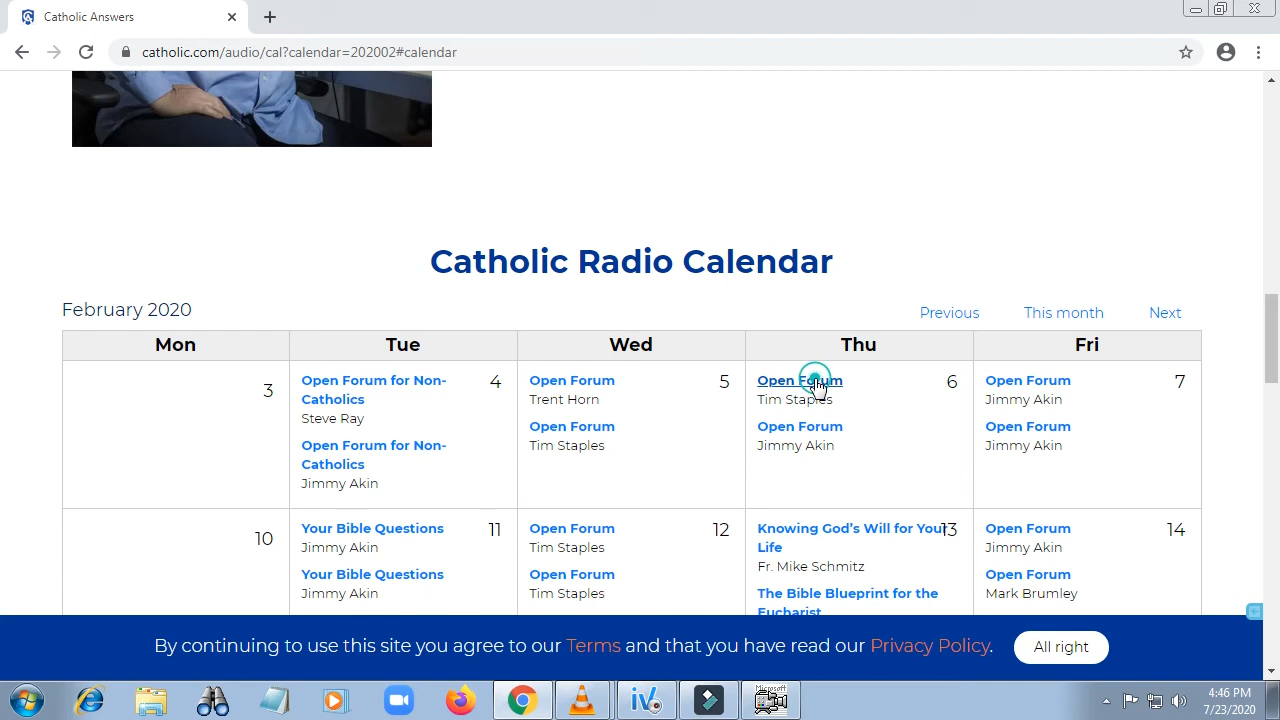 Catholic Answers
catholic.com/audio/cal?calendar=202002#calendar
Catholic Radio Calendar
February 2020
Previous
This month
Next
Mon
Tue
Wed
Thu
Fri
3
Open Forum for Non-
Catholics
Steve Ray
Open Forum for Non-
Catholics
Jimmy Akin
4
Open Forum
Trent Horn
Open Forum
Tim Staples
5
Open Forum
Tim Staples
Open Forum
Jimmy Akin
6
Open Forum
Jimmy Akin
Open Forum
Jimmy Akin
7
10
Your Bible Questions
Jimmy Akin
Your Bible Questions
Jimmy Akin
11
Open Forum
Tim Staples
Open Forum
Tim Staples
12
Knowing God's Will for Your
Life
Fr. Mike Schmitz
The Bible Blueprint for the
Eucharist
13
Open Forum
Jimmy Akin
Open Forum
Mark Brumley
14
By continuing to use this site you agree to our Terms and that you have read our Privacy Policy.
All right
Microsoft
4:46 PM
7/23/2020